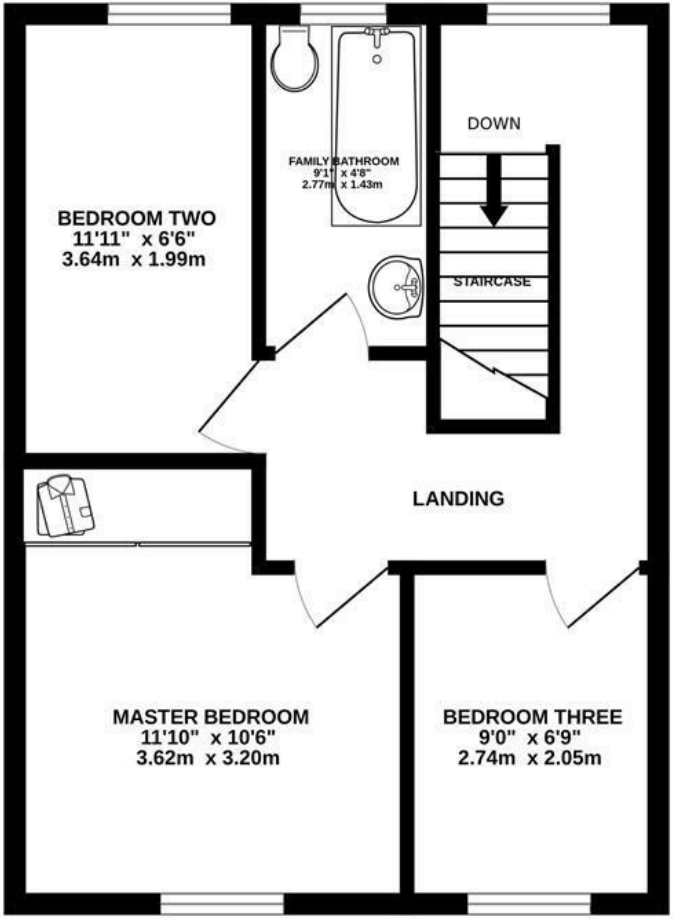 DOWN
FAMILY BATHROOM
9'1" x 4'8"
2.77m x 1.43m
BEDROOM TWO
11'11" x 6'6"
3.64m x 1.99m
STAIRCASE
LANDING
MASTER BEDROOM
11'10" x 10'6"
3.62m x 3.20m
BEDROOM THREE
9'0" x 6'9"
2.74m x 2.05m